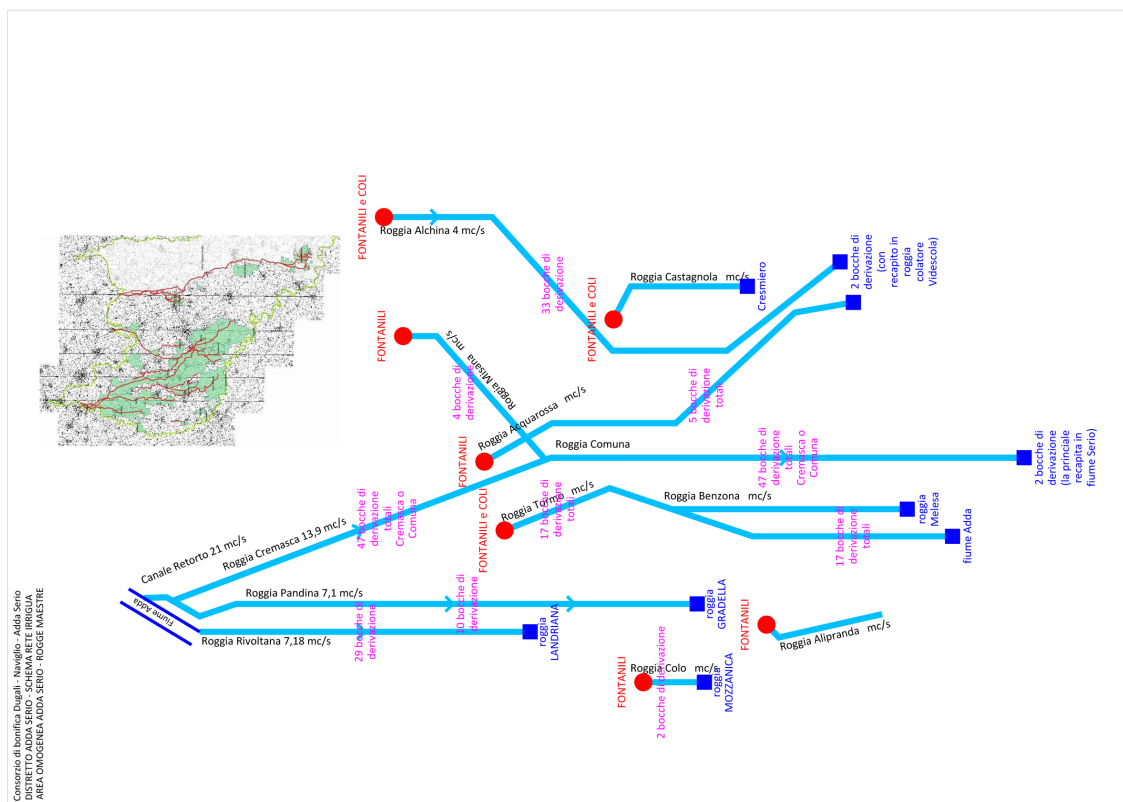 Consorzio di bonifica Dugali - Naviglio - Adda Serio
DISTRETTO ADDA SERIO - SCHEMA RETE IRRIGUA
AREA OMOGENEA ADDA SERIO - ROGGE MAESTRE
FONTANILI e COLI
Roggia Alchina 4 mc/s
33 bocche di
derivazione
FONTANILI e COLI
Roggia Castagnola   mc/s
Cresmiero
2 bocche di
derivazione
(con
recapito in
roggia
colatore
Videscola)
FONTANILI
Roggia Misana   mc/s
4 bocche di
derivazione
FONTANILI
Roggia Acquarossa   mc/s
5 bocche di
derivazione
totali
Roggia Comuna
47 bocche di
derivazione
totali
Cremasca o
Comuna
2 bocche di
derivazione
(la princiale
recapita in
fiume Serio)
FONTANILI e COLI
Roggia Tormo   mc/s
17 bocche di
derivazione
totali
Roggia Benzona   mc/s
roggia
Melesa
17 bocche di
derivazione
totali
fiume Adda
47 bocche di
derivazione
totali
Cremasca o
Comuna
Canale Retorto 21 mc/s
Roggia Cremasca 13,9 mc/s
Fiume Adda
Roggia Pandina 7,1 mc/s
10 bocche di derivazione
roggia
GRADELLA
Roggia Rivoltana 7,18 mc/s
29 bocche di
derivazione
roggia
LANDRIANA
FONTANILI
Roggia Alipranda   mc/s
FONTANILI
Roggia Colo   mc/s
2 bocche di derivazione
roggia
MOZZANICA